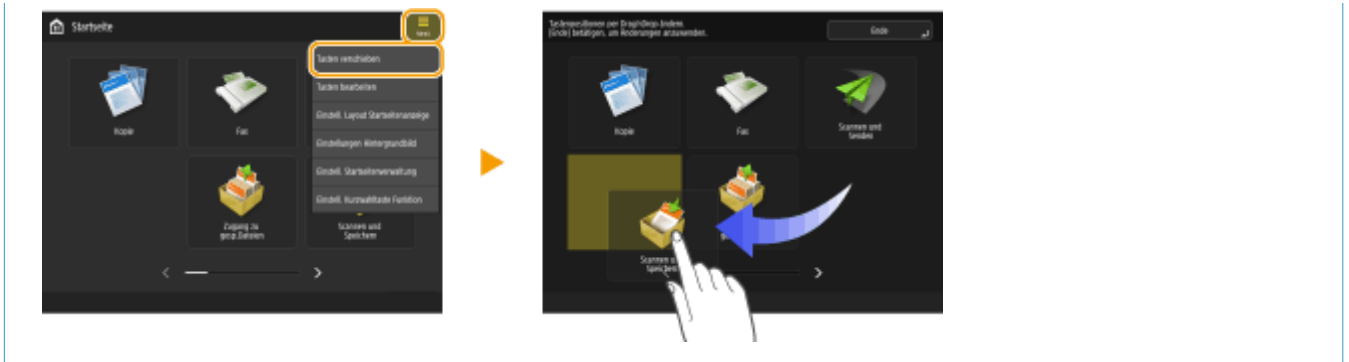 Startseite
Menü
Tasten verschieben
Tasten bearbeiten
Einstell. Layout Startseitenanzeige
Einstellungen Hintergrundbild
Einstell. Startseitenverwaltung
Einstell. Kurzwahltaste Funktion
Kopie
Fax
Zugang zu
gesp.Dateien
Scannen und
Speichern
Tastenpositionen per Drag&Drop ändern.
[Ende] betätigen, um Änderungen anzuwenden.
Ende
Kopie
Fax
Scannen und
Senden
Scannen u
Speichern